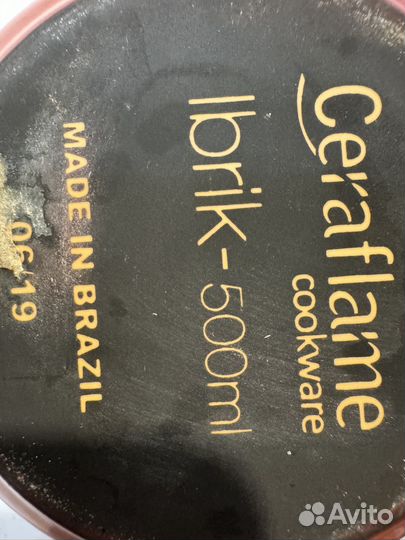 Ceraflame
cookware
Ibrik-500ml
MADE IN BRAZIL
06/19
Avito